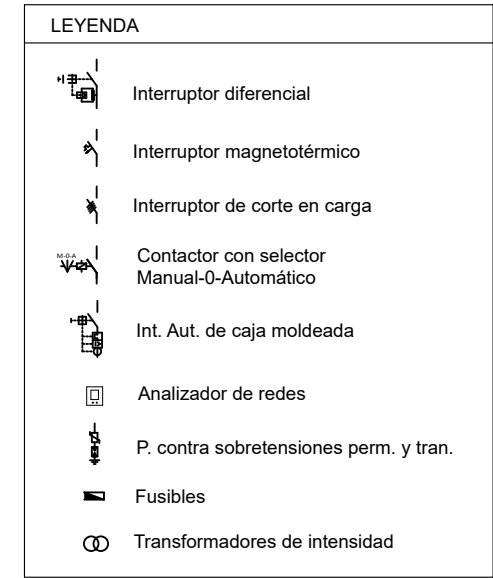 LEYENDA
Interruptor diferencial
Interruptor magnetotérmico
Interruptor de corte en carga
M-0-A
Contactor con selector
Manual-0-Automático
Int. Aut. de caja moldeada
Analizador de redes
P. contra sobretensiones perm. y tran.
Fusibles
Transformadores de intensidad